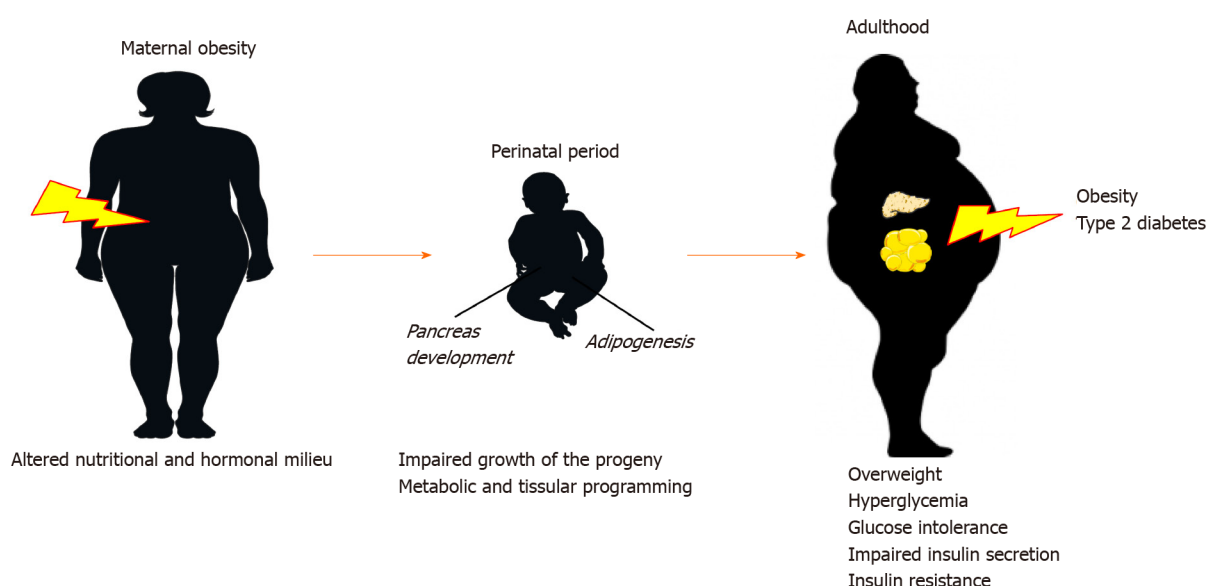 Maternal obesity
Altered nutritional and hormonal milieu
Perinatal period
Pancreas
development
Adipogenesis
Impaired growth of the progeny
Metabolic and tissular programming
Adulthood
Obesity
Type 2 diabetes
Overweight
Hyperglycemia
Glucose intolerance
Impaired insulin secretion
Insulin resistance